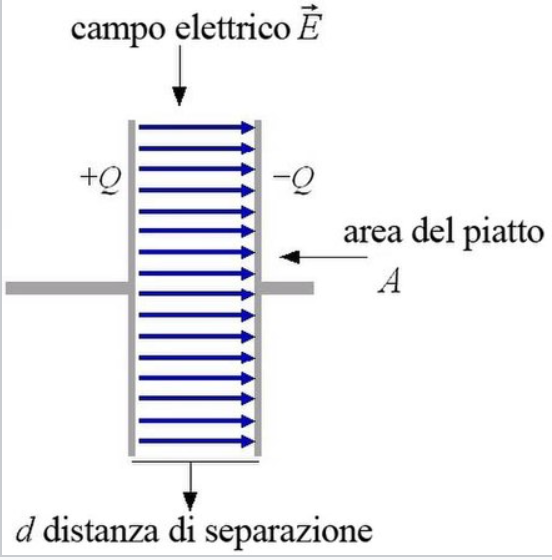 campo elettrico E⃗
+Q
−Q
area del piatto
A
d distanza di separazione